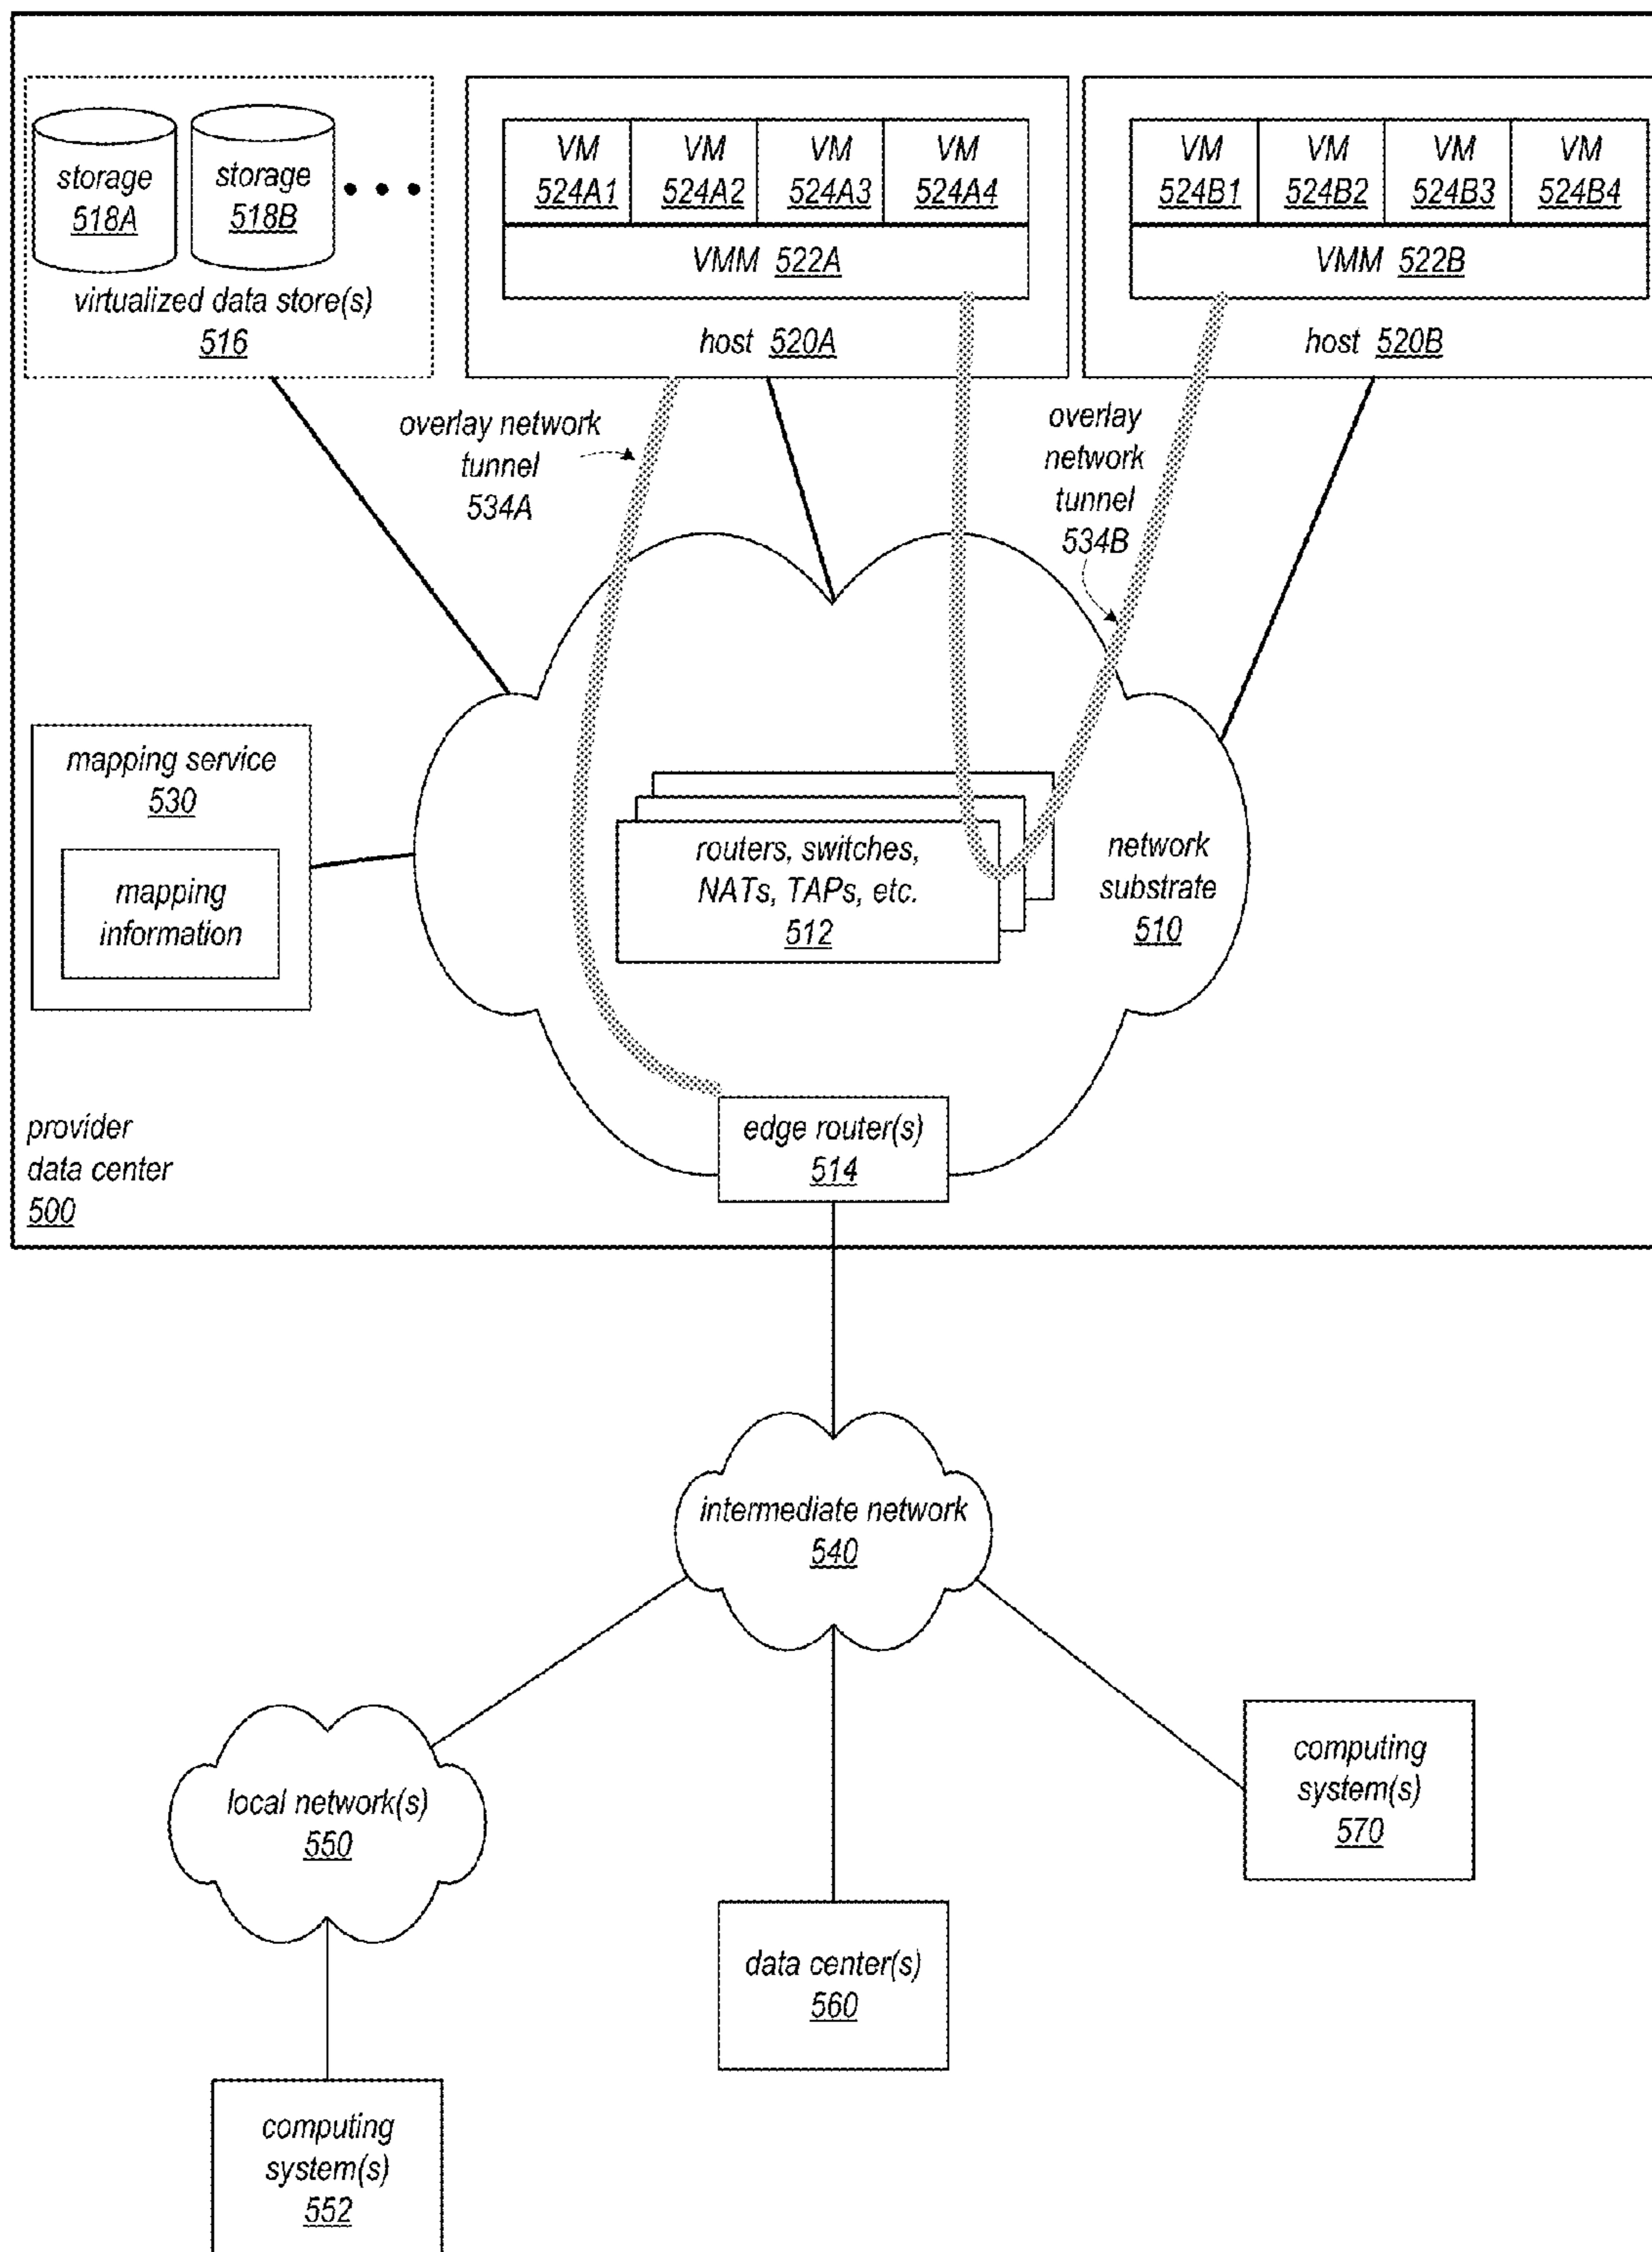 storage
518A
storage
518B
virtualized data store(s)
516
VM
524A1
VM
524A2
VM
524A3
VM
524A4
VMM 522A
host 520A
VM
524B1
VM
524B2
VM
524B3
VM
524B4
VMM 522B
host 520B
overlay network
tunnel
534A
overlay
network
tunnel
534B
mapping service
530
mapping
information
routers, switches,
NATs, TAPs, etc.
512
network
substrate
510
edge router(s)
514
provider
data center
500
intermediate network
540
local network(s)
550
computing
system(s)
570
data center(s)
560
computing
system(s)
552